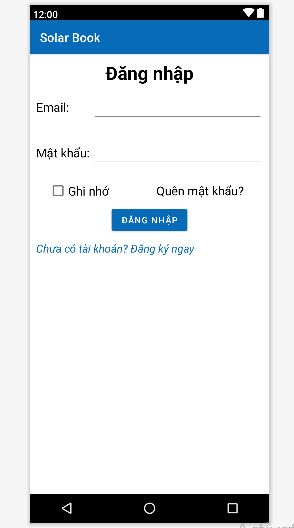 12:00
Solar Book
Đăng nhập
Email:
Mật khẩu:
Ghi nhớ Quên mật khẩu?
ĐĂNG NHẬP
Chưa có tài khoản? Đăng ký ngay